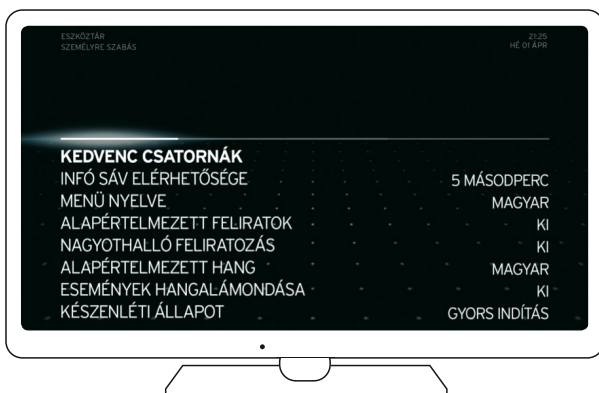 ESZKÖZTÁR
SZEMÉLYRE SZABÁS
21:25
HÉ 01 ÁPR
KEDVENC CSATORNÁK
INFÓ SÁV ELÉRHETŐSÉGE 5 MÁSODPERC
MENÜ NYELVE MAGYAR
ALAPÉRTELMEZETT FELIRATOK KI
NAGYOTHALLÓ FELIRATOZÁS KI
ALAPÉRTELMEZETT HANG MAGYAR
ESEMÉNYEK HANGALÁMONDÁSA KI
KÉSZENLÉTI ÁLLAPOT GYORS INDÍTÁS